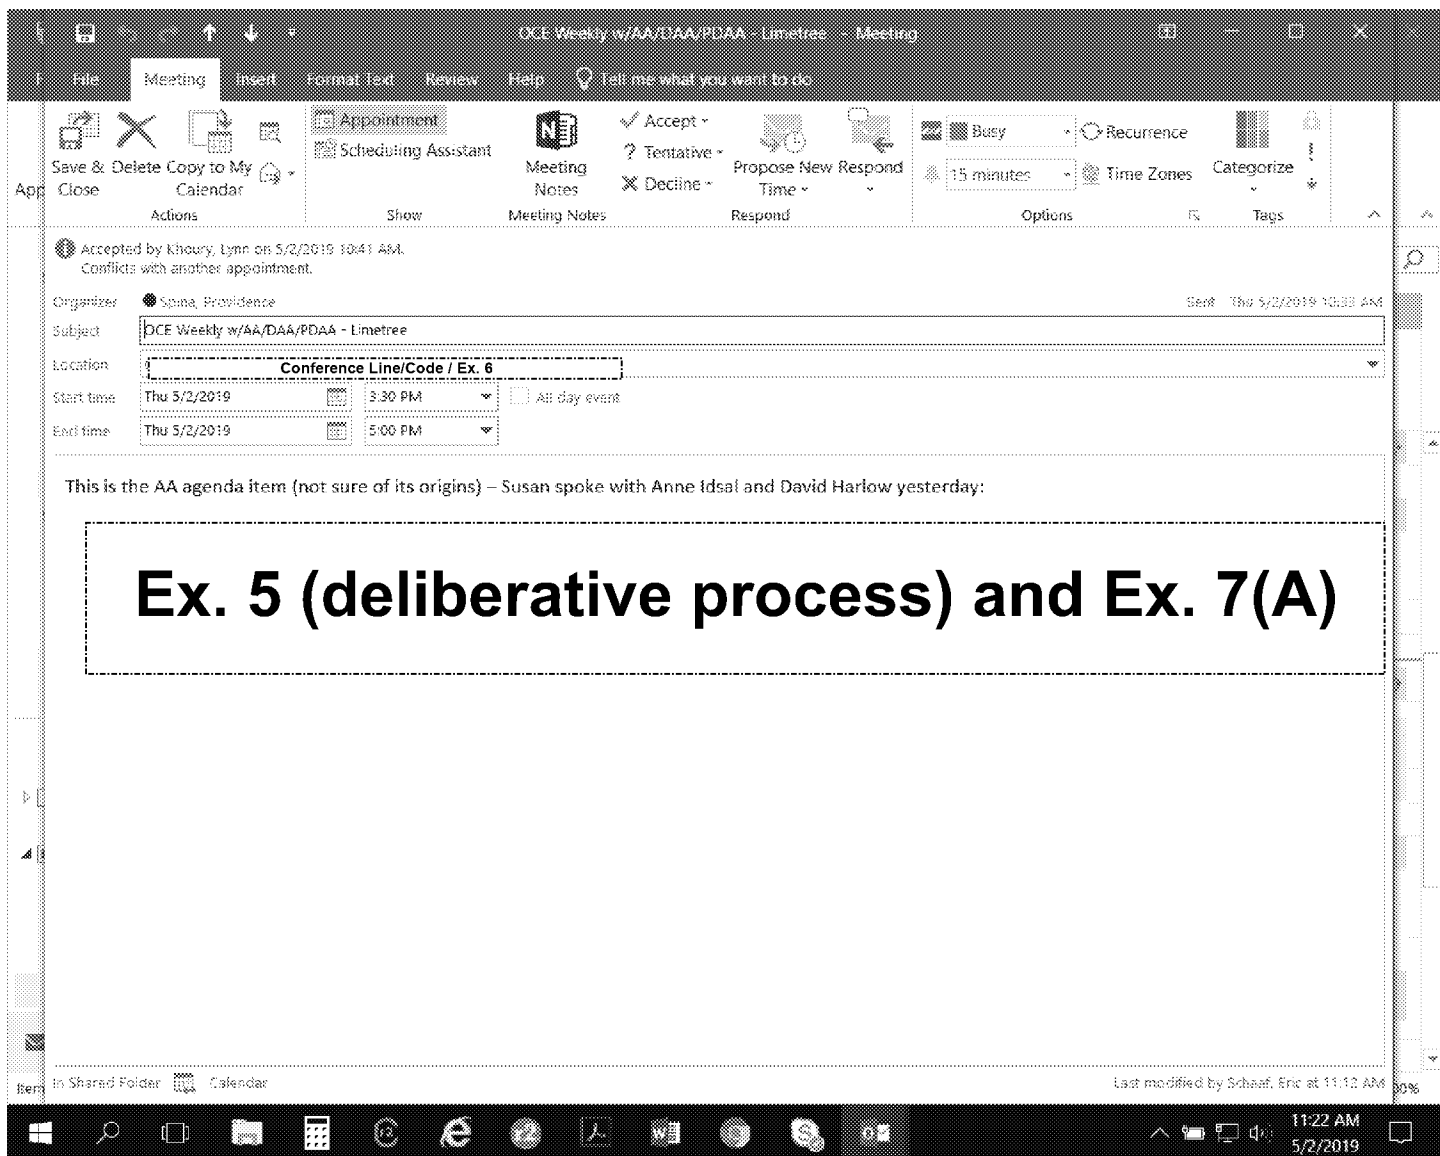 OCE Weekly w/AA/DAA/PDAA - Limetree - Meeting
File Meeting Insert Format Text Review Help Tell me what you want to do
Save & Close
Delete
Copy to My Calendar
Actions
Appointment
Scheduling Assistant
Show
Meeting Notes
Meeting Notes
Accept
? Tentative
Decline
Propose New Time
Respond
Respond
Busy
15 minutes
Recurrence
Time Zones
Options
Categorize
Tags
App
Accepted by Khoury, Lynn on 5/2/2019 10:41 AM.
Conflicts with another appointment.
Organizer Spina, Providence Sent Thu 5/2/2019 10:33 AM
Subject OCE Weekly w/AA/DAA/PDAA - Limetree
Location Conference Line/Code / Ex. 6
Start time Thu 5/2/2019 3:30 PM All day event
End time Thu 5/2/2019 5:00 PM
This is the AA agenda item (not sure of its origins) – Susan spoke with Anne Idsal and David Harlow yesterday:
Ex. 5 (deliberative process) and Ex. 7(A)
In Shared Folder Calendar Last modified by Schaaf, Eric at 11:12 AM
Item
11:22 AM
5/2/2019